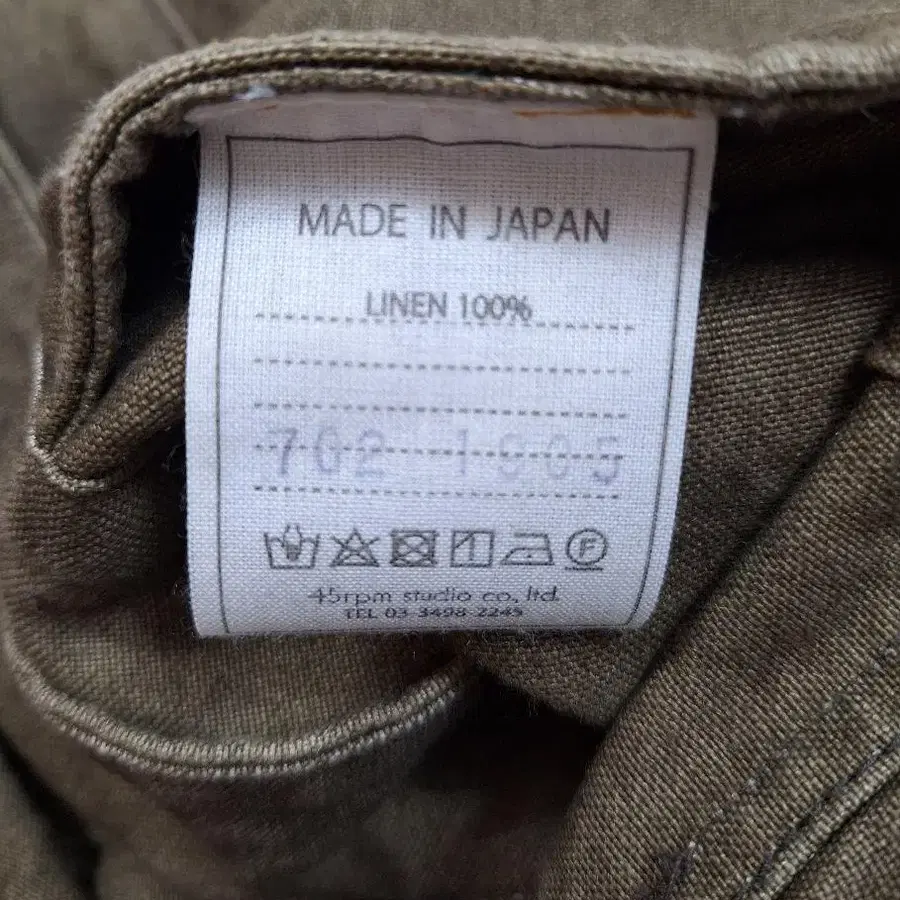 MADE IN JAPAN
LINEN 100%
702 1905
F
45rpm studio co., ltd.
TEL 03-3498-2245